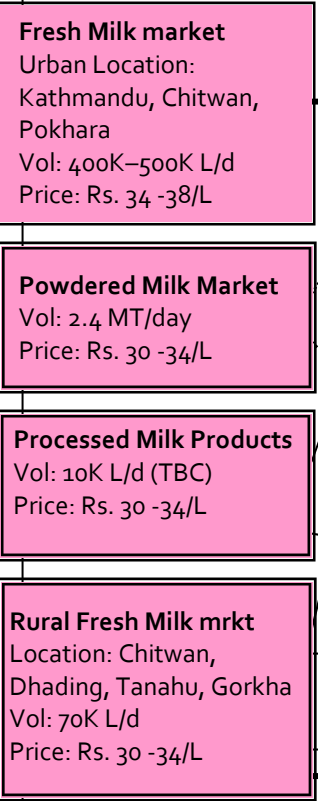 Fresh Milk market
Urban Location:
Kathmandu, Chitwan,
Pokhara
Vol: 400K–500K L/d
Price: Rs. 34 -38/L
Powdered Milk Market
Vol: 2.4 MT/day
Price: Rs. 30 -34/L
Processed Milk Products
Vol: 10K L/d (TBC)
Price: Rs. 30 -34/L
Rural Fresh Milk mrkt
Location: Chitwan,
Dhading, Tanahu, Gorkha
Vol: 70K L/d
Price: Rs. 30 -34/L